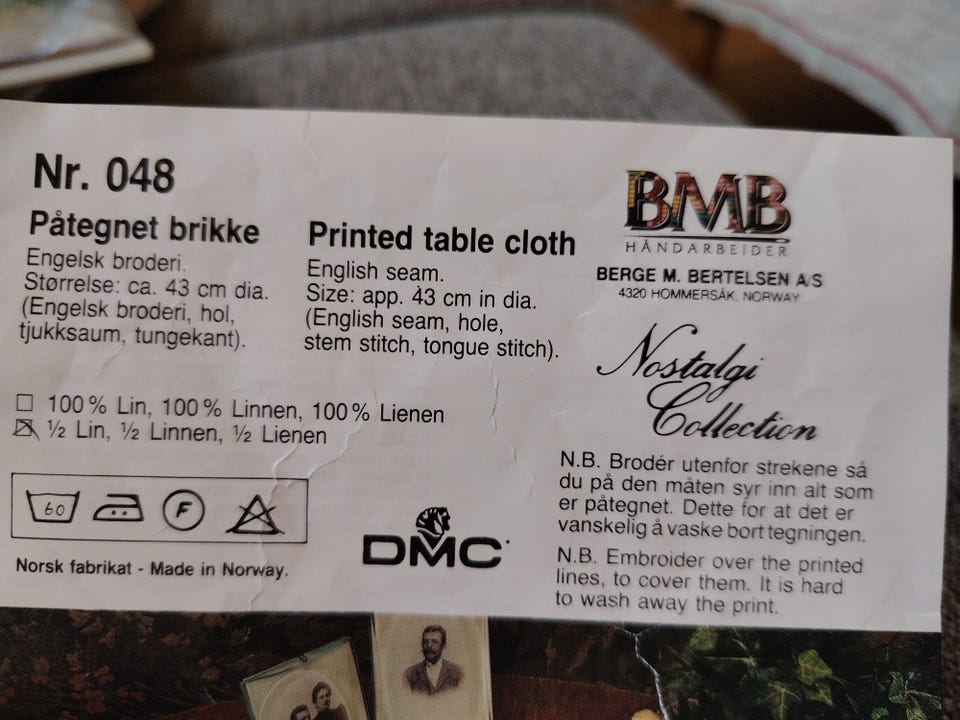 Nr. 048
Påtegnet brikke
Engelsk broderi.
Størrelse: ca. 43 cm dia.
(Engelsk broderi, hol,
tjukksaum, tungekant).
Printed table cloth
English seam.
Size: app. 43 cm in dia.
(English seam, hole,
stem stitch, tongue stitch).
BMB
HÅNDARBEIDER
BERGE M. BERTELSEN A/S
4320 HOMMERSÅK, NORWAY
Nostalgi
Collection
100 % Lin, 100 % Linnen, 100 % Lienen
½ Lin, ½ Linnen, ½ Lienen
60 F
Norsk fabrikat - Made in Norway.
DMC
N.B. Brodér utenfor strekene så
du på den måten syr inn alt som
er påtegnet. Dette for at det er
vanskelig å vaske bort tegningen.
N.B. Embroider over the printed
lines, to cover them. It is hard
to wash away the print.